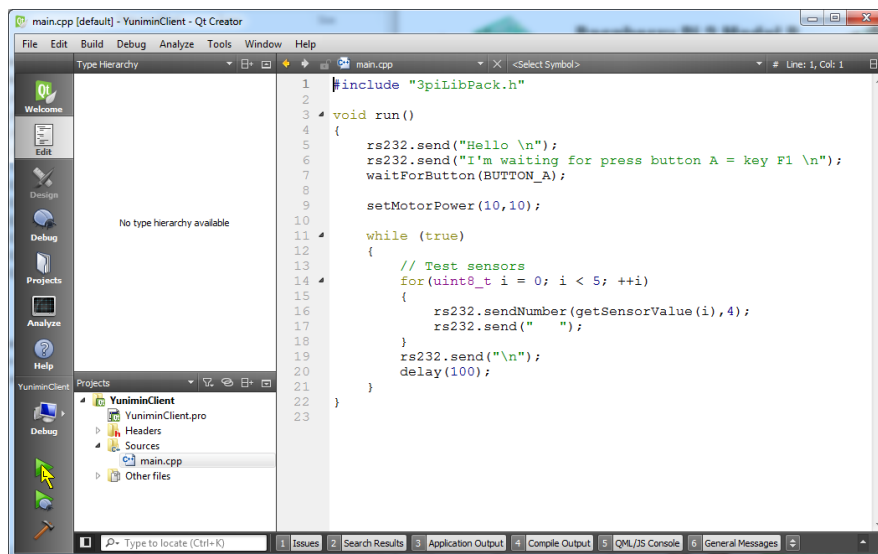 main.cpp [default] - YuniminClient - Qt Creator
File Edit Build Debug Analyze Tools Window Help
Type Hierarchy
main.cpp
<Select Symbol>
# Line: 1, Col: 1
Welcome
Edit
Design
Debug
Projects
Analyze
Help
YuniminClient
Debug
No type hierarchy available
Projects
YuniminClient
YuniminClient.pro
Headers
Sources
main.cpp
Other files
1 #include "3piLibPack.h"
2
3 void run()
4 {
5     rs232.send("Hello \n");
6     rs232.send("I'm waiting for press button A = key F1 \n");
7     waitForButton(BUTTON_A);
8
9     setMotorPower(10,10);
10
11     while (true)
12     {
13         // Test sensors
14         for(uint8_t i = 0; i < 5; ++i)
15         {
16             rs232.sendNumber(getSensorValue(i),4);
17             rs232.send("   ");
18         }
19         rs232.send("\n");
20         delay(100);
21     }
22 }
23
Type to locate (Ctrl+K)
1 Issues 2 Search Results 3 Application Output 4 Compile Output 5 QML/JS Console 6 General Messages